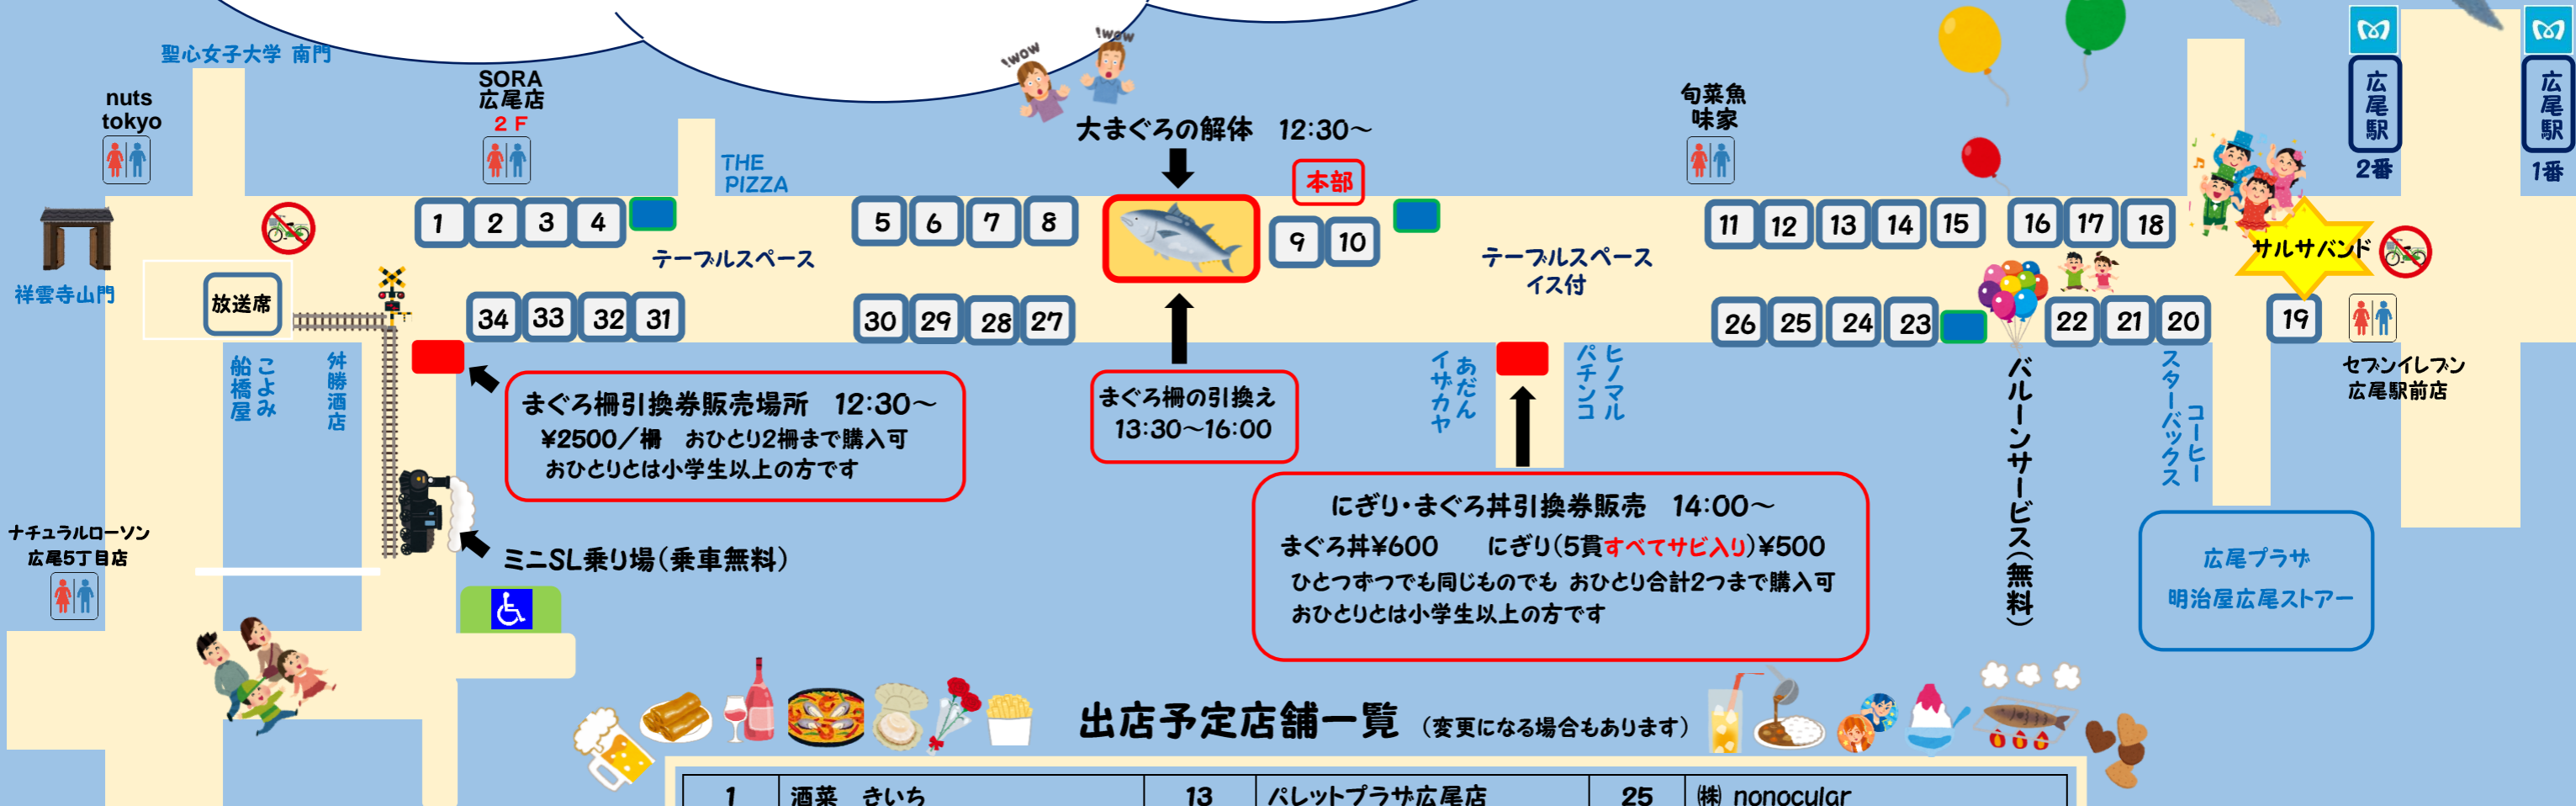 聖心女子大学 南門
nuts
tokyo
SORA
広尾店
2F
THE
PIZZA
!wow
!wow
大まぐろの解体 12:30～
本部
旬菜魚
味家
広尾駅
2番
広尾駅
1番
祥雲寺山門
放送席
1
2
3
4
テーブルスペース
5
6
7
8
9
10
テーブルスペース
イス付
11
12
13
14
15
16
17
18
サルサバンド
34
33
32
31
30
29
28
27
26
25
24
23
22
21
20
19
セブンイレブン
広尾駅前店
こよみ
船橋屋
舛勝酒店
まぐろ柵引換券販売場所 12:30～
¥2500/柵 おひとり2柵まで購入可
おひとりとは小学生以上の方です
まぐろ柵の引換え
13:30～16:00
あだん
イザカヤ
ヒノマル
パチンコ
にぎり・まぐろ丼引換券販売 14:00～
まぐろ丼¥600 にぎり(5貫すべてサビ入り)¥500
ひとつずつでも同じものでも おひとり合計2つまで購入可
おひとりとは小学生以上の方です
バルーンサービス(無料)
スターバックス
コーヒー
広尾プラザ
明治屋広尾ストアー
ナチュラルローソン
広尾5丁目店
ミニSL乗り場(乗車無料)
出店予定店舗一覧 (変更になる場合もあります)
1 酒菜 きいち 13 パレットプラザ広尾店 25 ㈱ nonocular